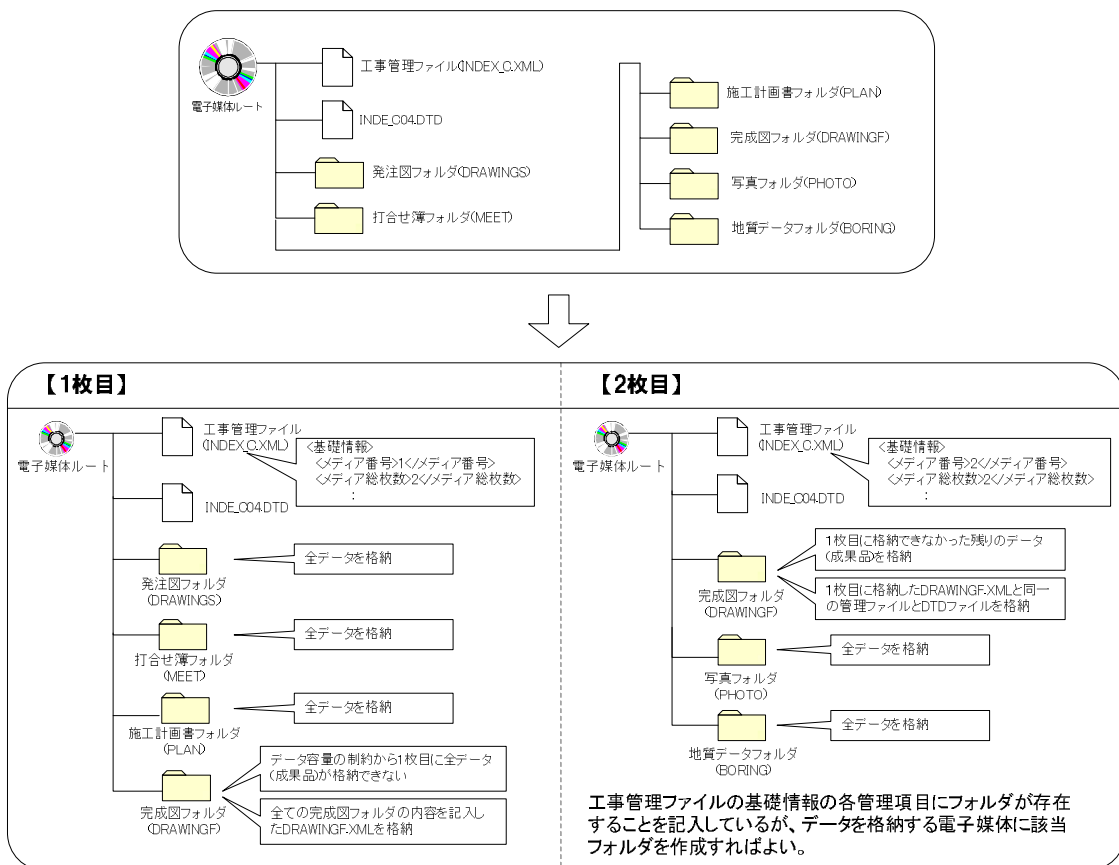 電子媒体ルート
工事管理ファイル(INDEX_C.XML)
INDE_C04.DTD
発注図フォルダ(DRAWINGS)
打合せ簿フォルダ(MEET)
施工計画書フォルダ(PLAN)
完成図フォルダ(DRAWINGF)
写真フォルダ(PHOTO)
地質データフォルダ(BORING)
【1枚目】
電子媒体ルート
工事管理ファイル
(INDEX_C.XML)
<基礎情報>
<メディア番号>1</メディア番号>
<メディア総枚数>2</メディア総枚数>
:
INDE_C04.DTD
発注図フォルダ
(DRAWINGS)
全データを格納
打合せ簿フォルダ
(MEET)
全データを格納
施工計画書フォルダ
(PLAN)
全データを格納
完成図フォルダ
(DRAWINGF)
データ容量の制約から1枚目に全データ
(成果品)が格納できない
全ての完成図フォルダの内容を記入し
たDRAWINGF.XMLを格納
【2枚目】
電子媒体ルート
工事管理ファイル
(INDEX_C.XML)
<基礎情報>
<メディア番号>2</メディア番号>
<メディア総枚数>2</メディア総枚数>
:
INDE_C04.DTD
完成図フォルダ
(DRAWINGF)
1枚目に格納できなかった残りのデータ
(成果品)を格納
1枚目に格納したDRAWINGF.XMLと同一
の管理ファイルとDTDファイルを格納
写真フォルダ
(PHOTO)
全データを格納
地質データフォルダ
(BORING)
全データを格納
工事管理ファイルの基礎情報の各管理項目にフォルダが存在
することを記入しているが、データを格納する電子媒体に該当
フォルダを作成すればよい。